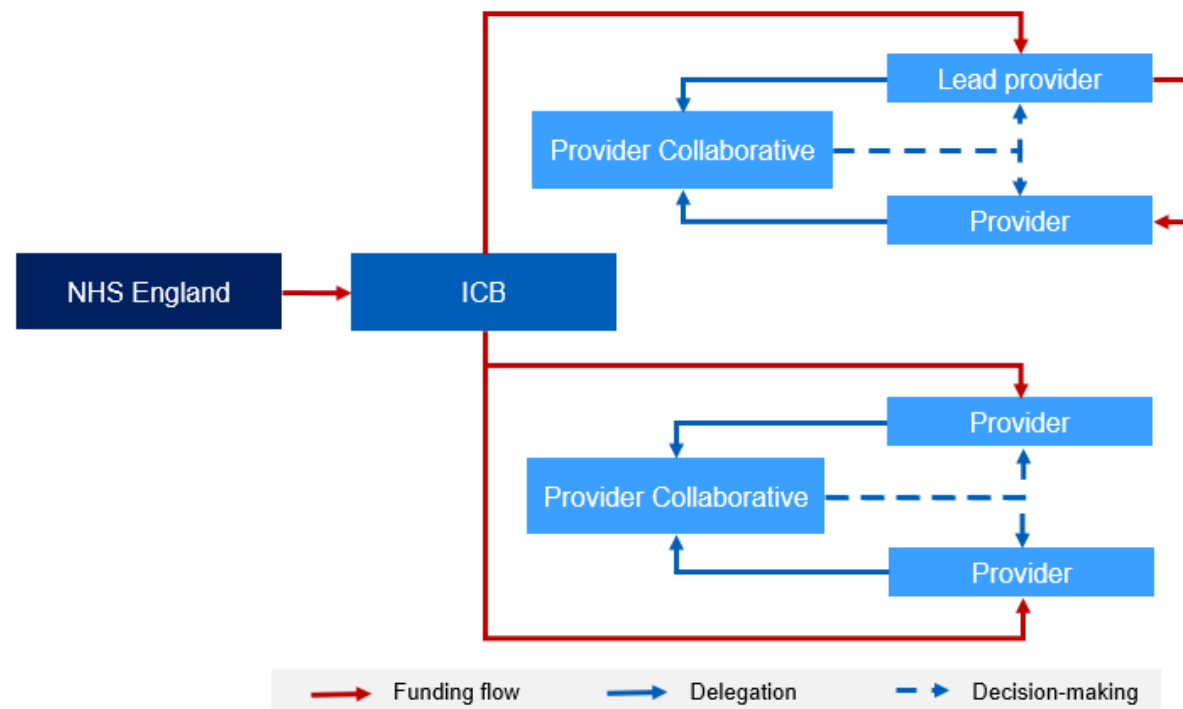 Lead provider
Provider Collaborative
Provider
NHS England
ICB
Provider
Provider Collaborative
Provider
Funding flow
Delegation
Decision-making